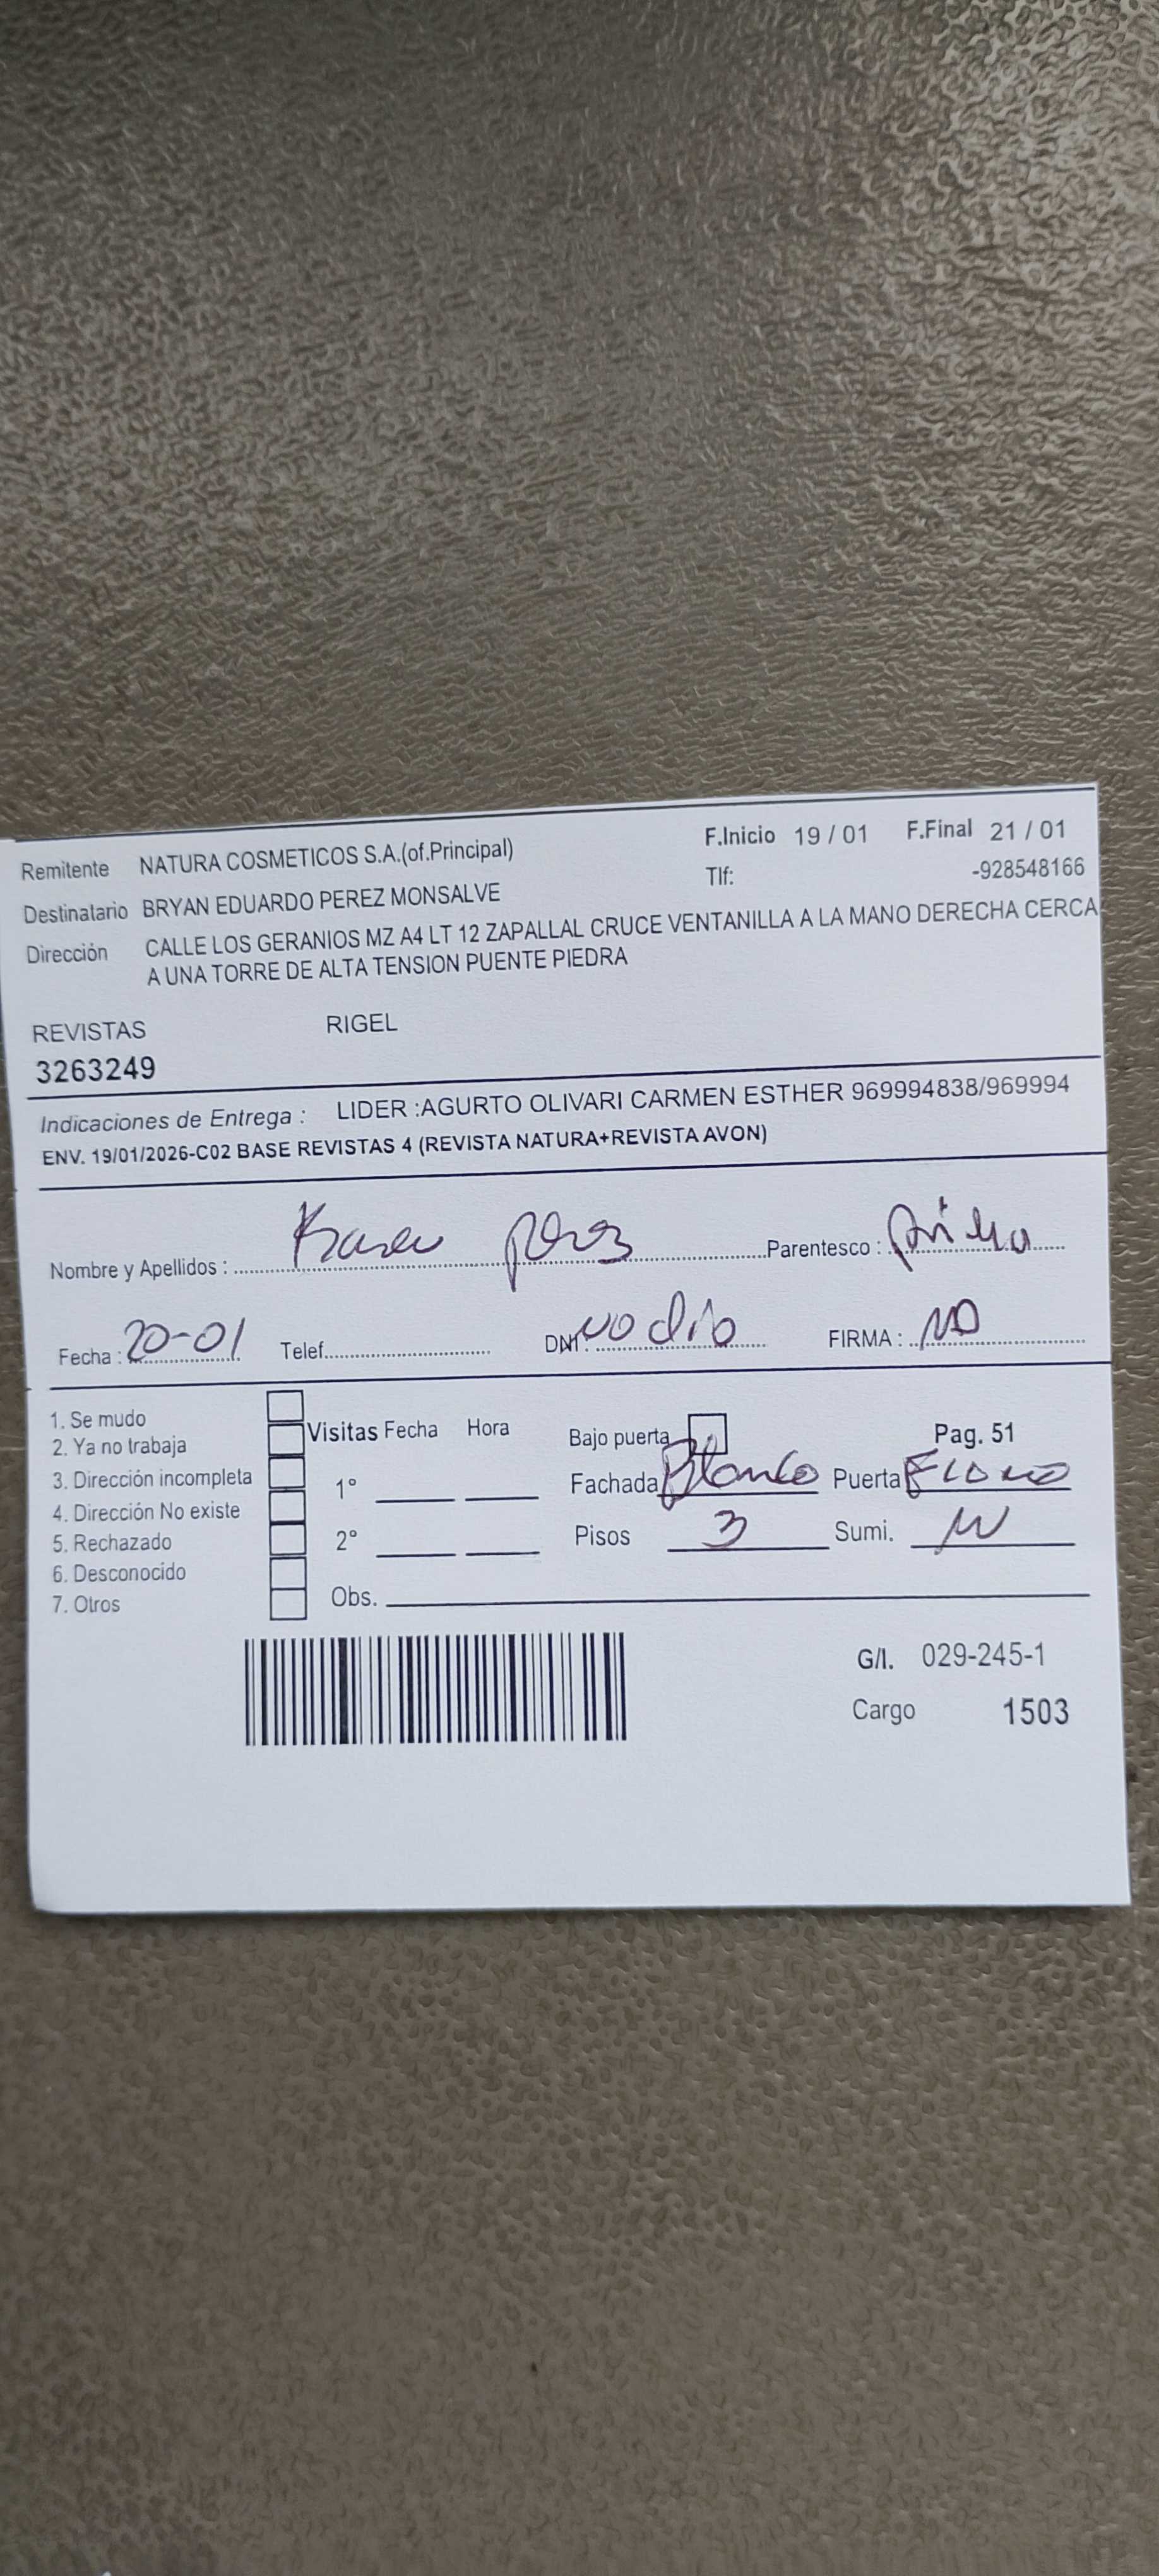 Remitente NATURA COSMETICOS S.A.(of.Principal) F.Inicio 19 / 01 F.Final 21 / 01
Destinatario BRYAN EDUARDO PEREZ MONSALVE Tlf: -928548166
Dirección CALLE LOS GERANIOS MZ A4 LT 12 ZAPALLAL CRUCE VENTANILLA A LA MANO DERECHA CERCA
A UNA TORRE DE ALTA TENSION PUENTE PIEDRA
REVISTAS RIGEL
3263249
Indicaciones de Entrega : LIDER :AGURTO OLIVARI CARMEN ESTHER 969994838/969994
ENV. 19/01/2026-C02 BASE REVISTAS 4 (REVISTA NATURA+REVISTA AVON)
Nombre y Apellidos : Karen perez Parentesco :
Fecha : 20-01 Telef. DNI : no dio FIRMA : NO
1. Se mudo
2. Ya no trabaja
3. Dirección incompleta
4. Dirección No existe
5. Rechazado
6. Desconocido
7. Otros
Visitas Fecha Hora
1°
2°
Obs.
Bajo puerta Pag. 51
Fachada Blanco Puerta
Pisos 3 Sumi.
G/I. 029-245-1
Cargo 1503